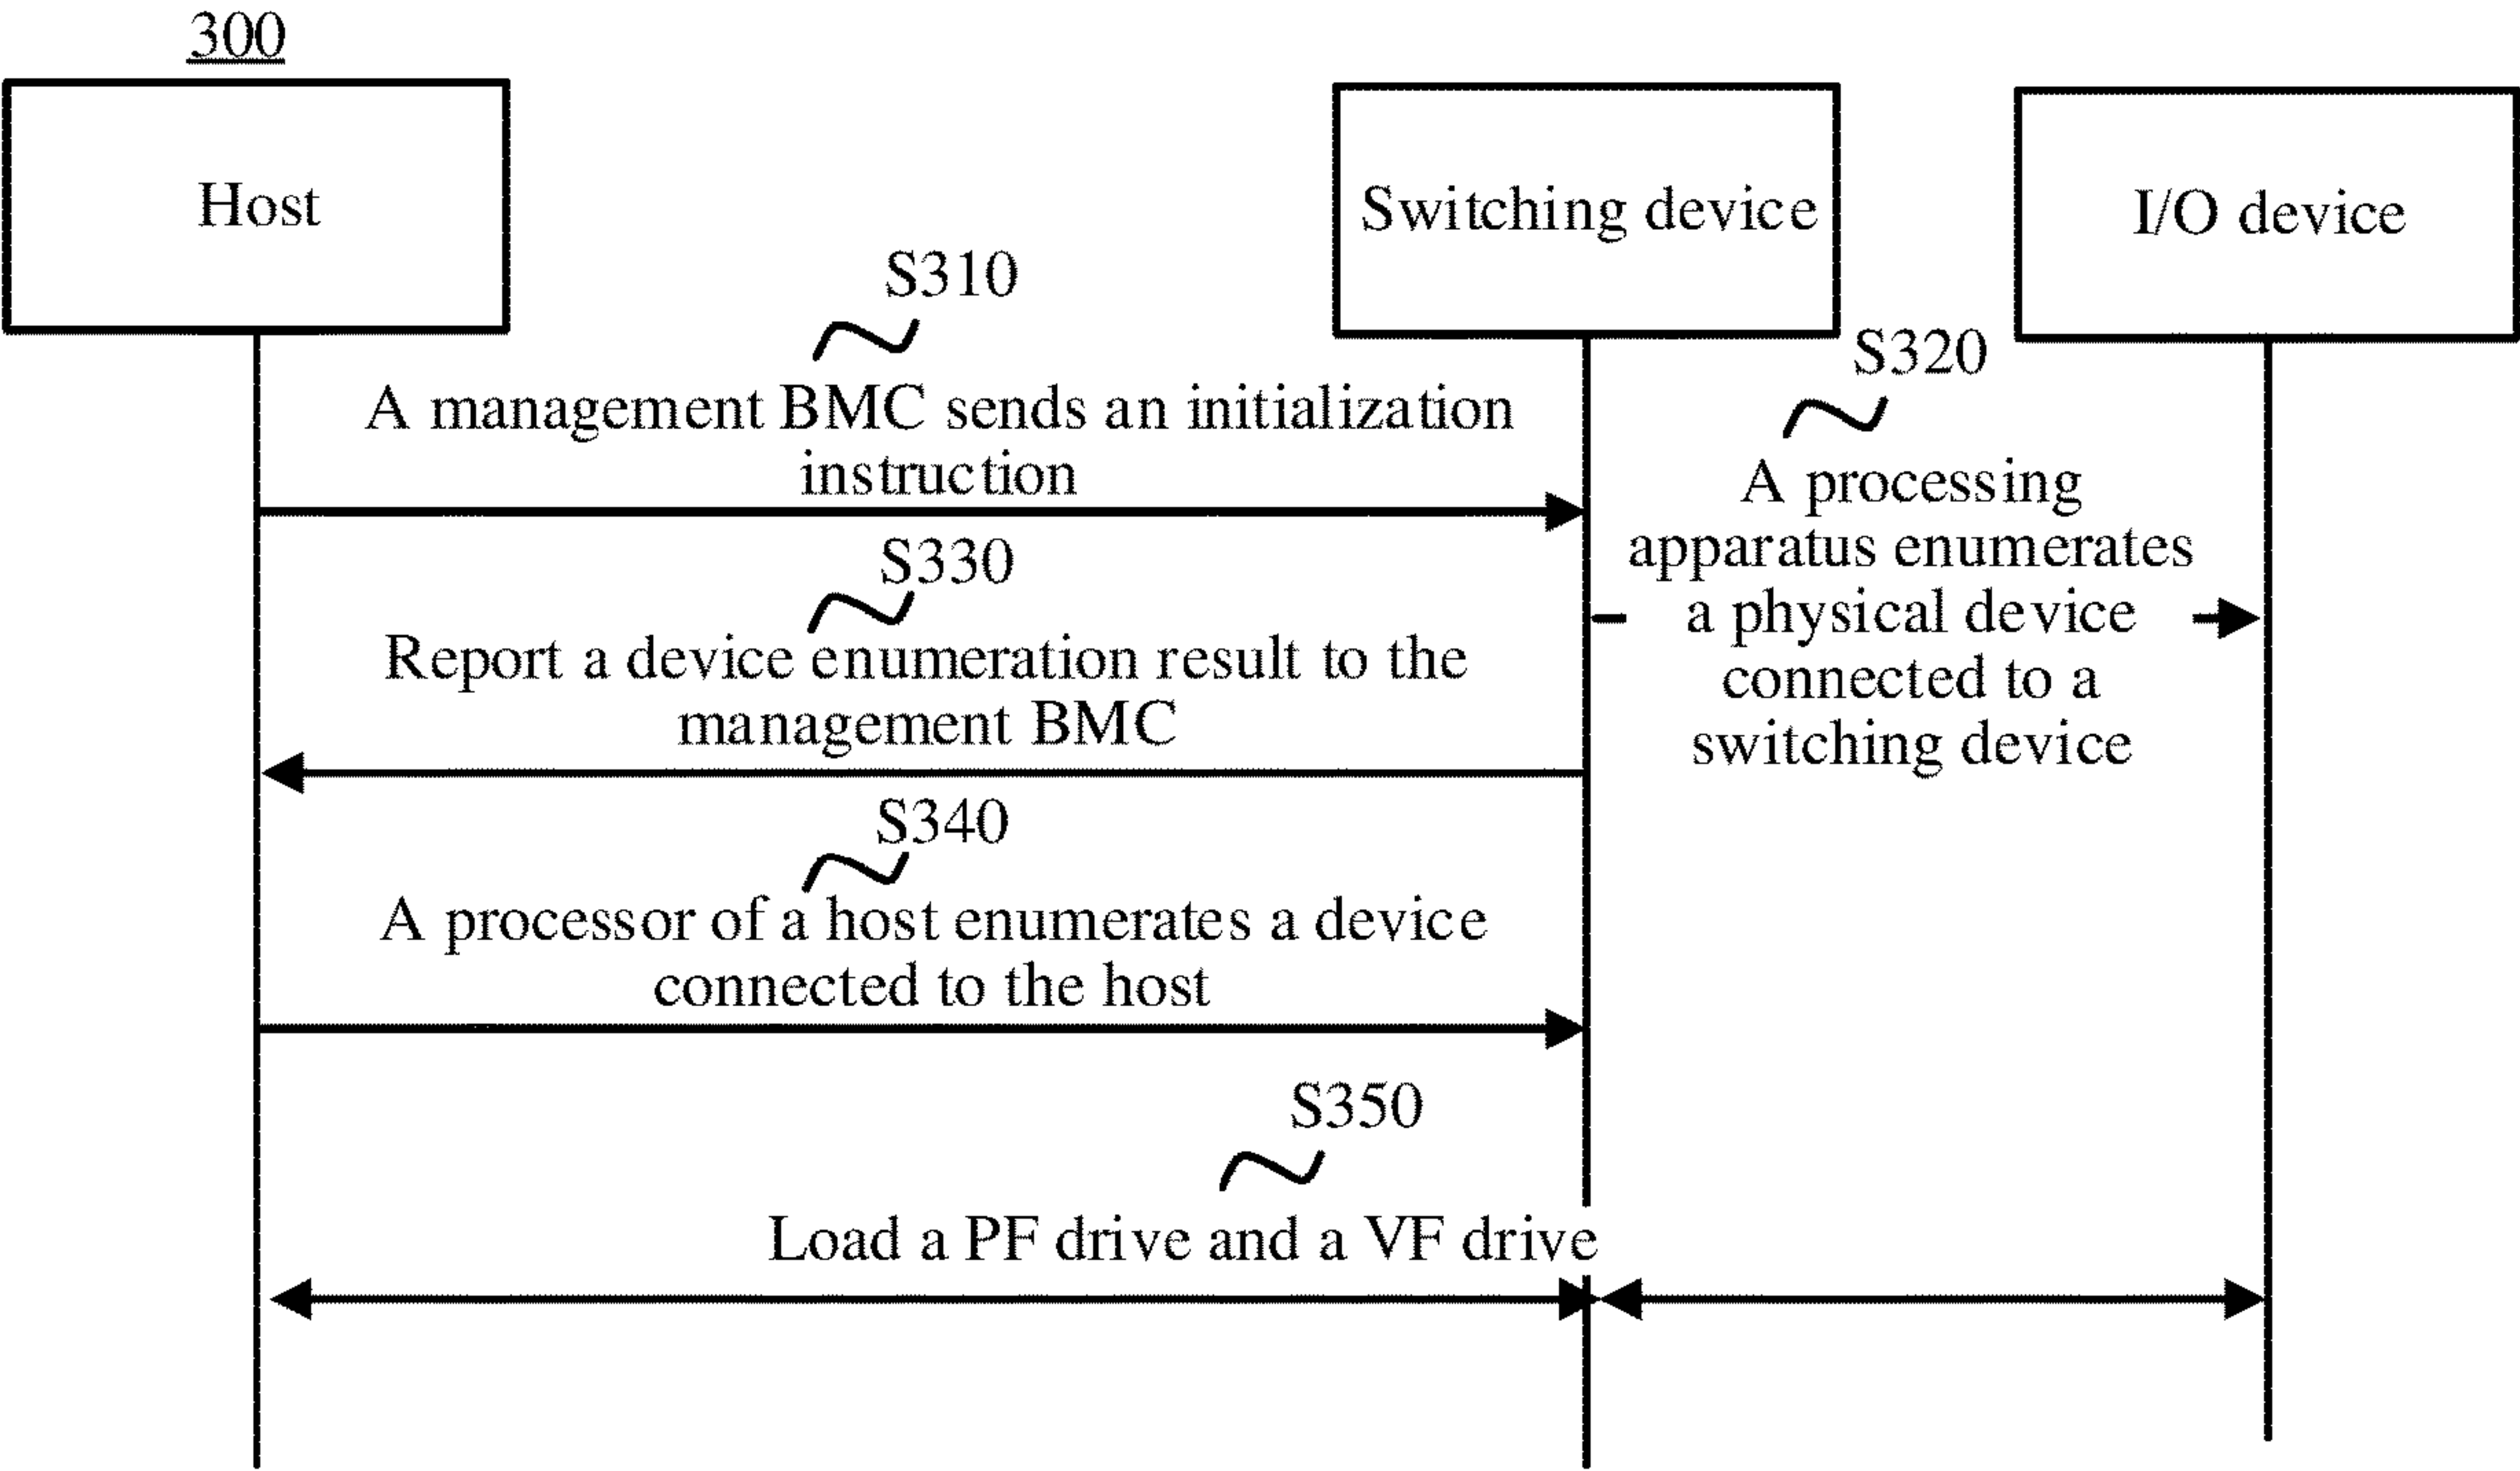 300
Host
Switching device
I/O device
S310
A management BMC sends an initialization
instruction
S320
A processing
apparatus enumerates
a physical device
connected to a
switching device
S330
Report a device enumeration result to the
management BMC
S340
A processor of a host enumerates a device
connected to the host
S350
Load a PF drive and a VF drive